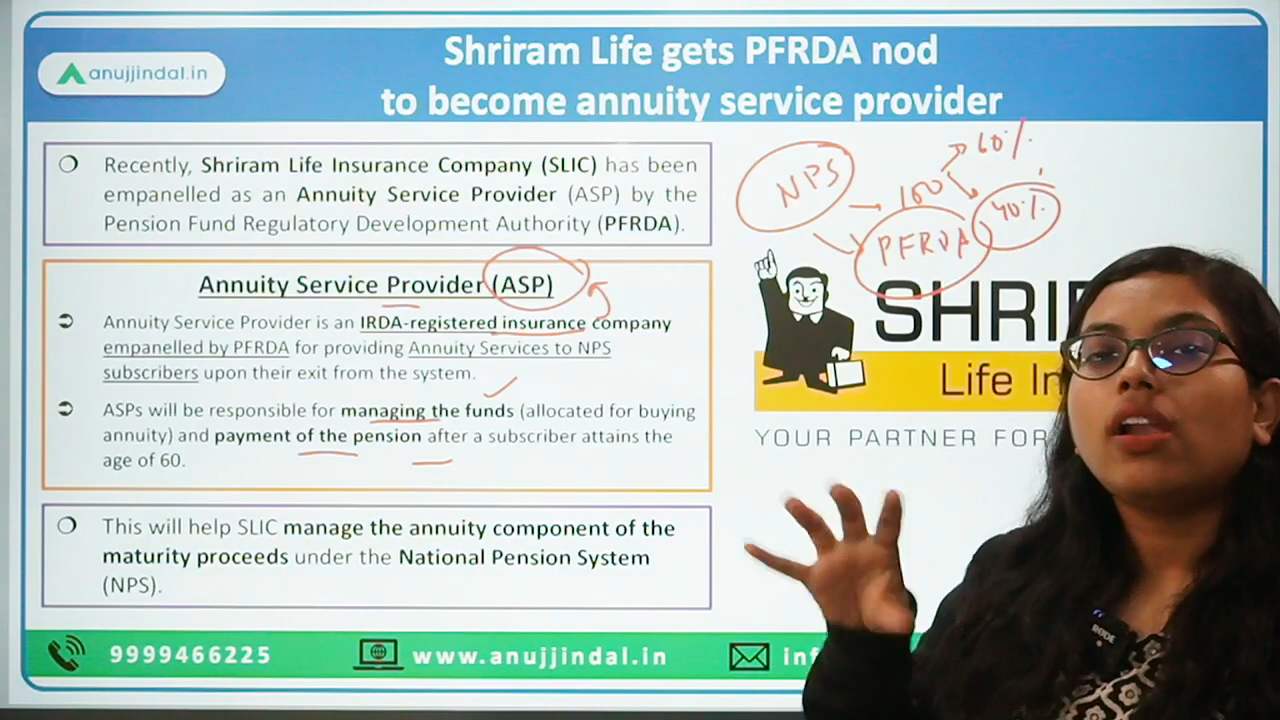 anujjindal.in
Shriram Life gets PFRDA nod
to become annuity service provider
Recently, Shriram Life Insurance Company (SLIC) has been
empanelled as an Annuity Service Provider (ASP) by the
Pension Fund Regulatory Development Authority (PFRDA).
Annuity Service Provider (ASP)
Annuity Service Provider is an IRDA-registered insurance company
empanelled by PFRDA for providing Annuity Services to NPS
subscribers upon their exit from the system.
ASPs will be responsible for managing the funds (allocated for buying
annuity) and payment of the pension after a subscriber attains the
age of 60.
This will help SLIC manage the annuity component of the
maturity proceeds under the National Pension System
(NPS).
NPS
100
60%
40%
PFRDA
SHRI
Life In
YOUR PARTNER FOR
9999466225
www.anujjindal.in
inf
RODE